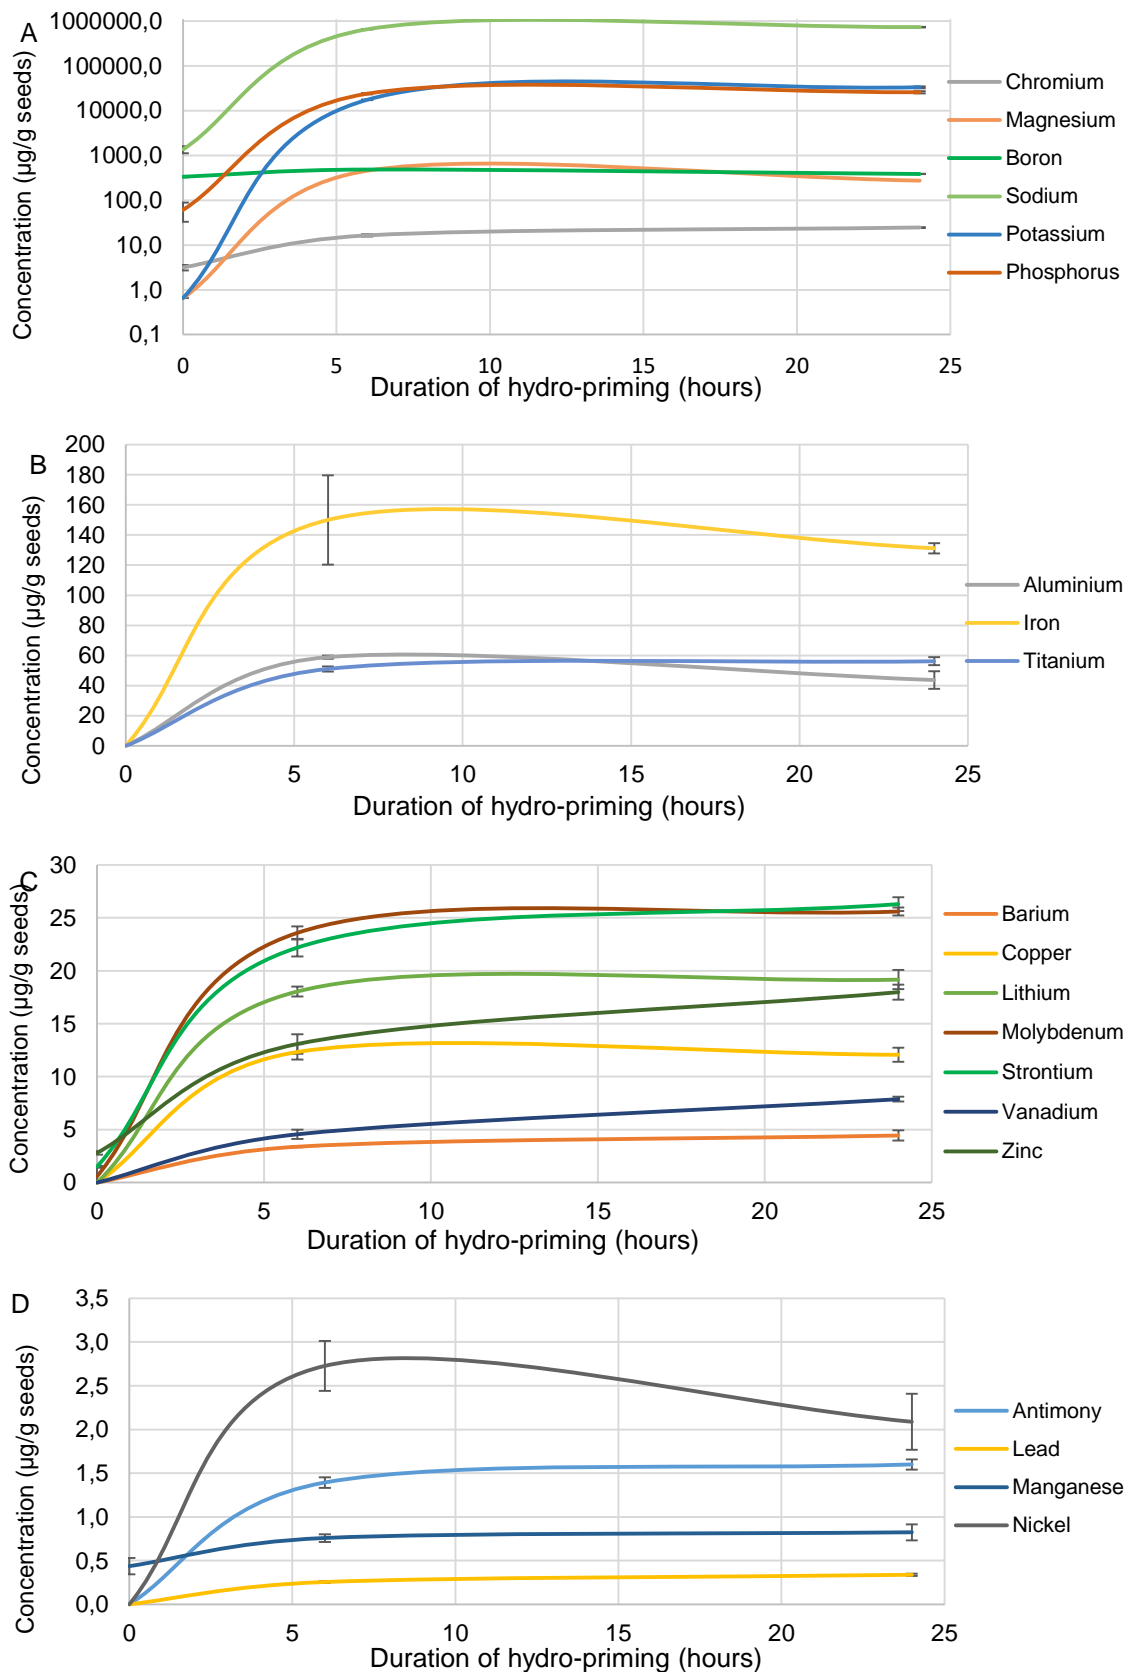 A
Concentration (µg/g seeds)
1000000,0
100000,0
10000,0
1000,0
100,0
10,0
1,0
0,1
0 5 10 15 20 25
Duration of hydro-priming (hours)
Chromium
Magnesium
Boron
Sodium
Potassium
Phosphorus
B
Concentration (µg/g seeds)
200
180
160
140
120
100
80
60
40
20
0
0 5 10 15 20 25
Duration of hydro-priming (hours)
Aluminium
Iron
Titanium
C
Concentration (µg/g seeds)
30
25
20
15
10
5
0
0 5 10 15 20 25
Duration of hydro-priming (hours)
Barium
Copper
Lithium
Molybdenum
Strontium
Vanadium
Zinc
D
Concentration (µg/g seeds)
3,5
3,0
2,5
2,0
1,5
1,0
0,5
0,0
0 5 10 15 20 25
Duration of hydro-priming (hours)
Antimony
Lead
Manganese
Nickel